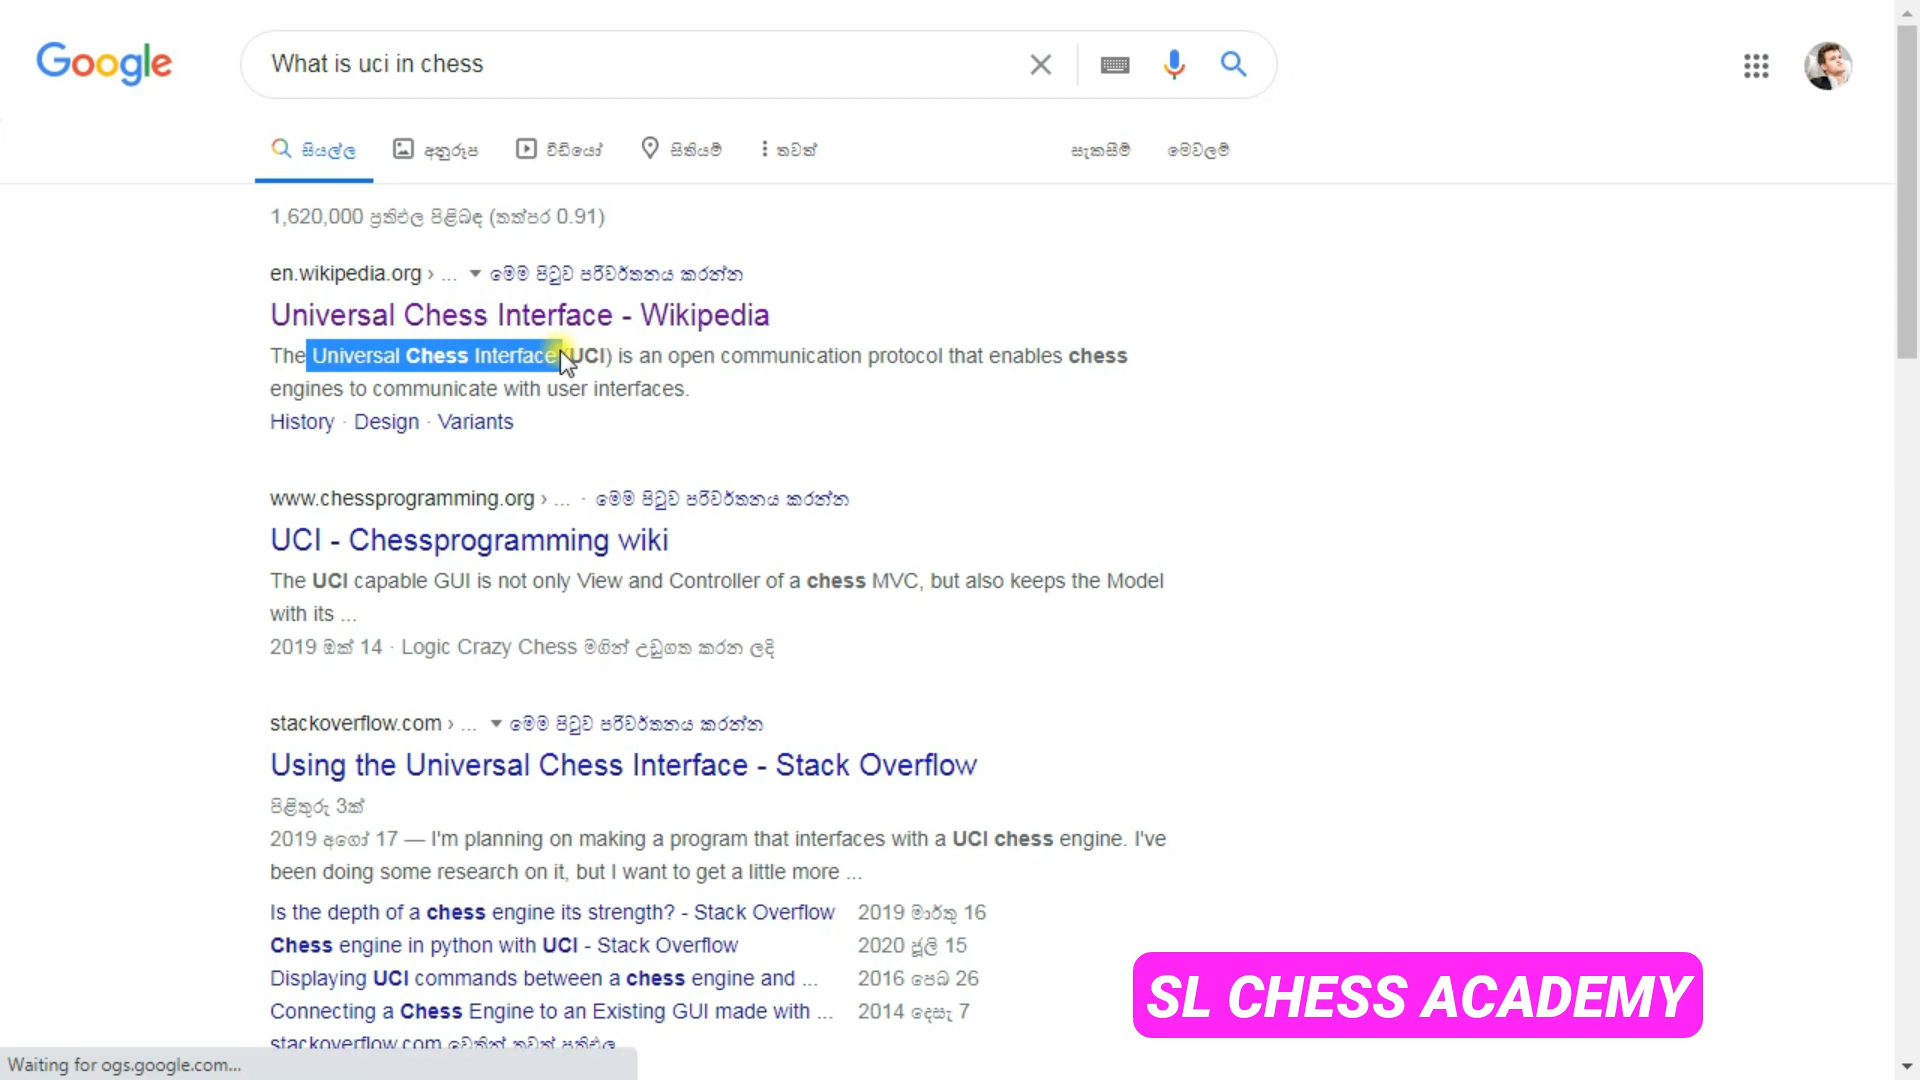 Google
What is uci in chess
සියල්ල
අනුරූප
වීඩියෝ
සිතියම්
තවත්
සැකසීම්
මෙවලම්
1,620,000 ප්‍රතිඵල පිළිබඳ (තත්පර 0.91)
en.wikipedia.org › ... මෙම පිටුව පරිවර්තනය කරන්න
Universal Chess Interface - Wikipedia
The Universal Chess Interface (UCI) is an open communication protocol that enables chess
engines to communicate with user interfaces.
History · Design · Variants
www.chessprogramming.org › ... · මෙම පිටුව පරිවර්තනය කරන්න
UCI - Chessprogramming wiki
The UCI capable GUI is not only View and Controller of a chess MVC, but also keeps the Model
with its ...
2019 ඔක් 14 · Logic Crazy Chess මගින් උඩුගත කරන ලදි
stackoverflow.com › ... මෙම පිටුව පරිවර්තනය කරන්න
Using the Universal Chess Interface - Stack Overflow
පිළිතුරු 3ක්
2019 අගෝ 17 — I'm planning on making a program that interfaces with a UCI chess engine. I've
been doing some research on it, but I want to get a little more ...
Is the depth of a chess engine its strength? - Stack Overflow 2019 මාර්තු 16
Chess engine in python with UCI - Stack Overflow 2020 ජූලි 15
Displaying UCI commands between a chess engine and ... 2016 පෙබ 26
Connecting a Chess Engine to an Existing GUI made with ... 2014 දෙසැ 7
stackoverflow.com වෙතින් තවත් ප්‍රතිඵල
Waiting for ogs.google.com...
SL CHESS ACADEMY